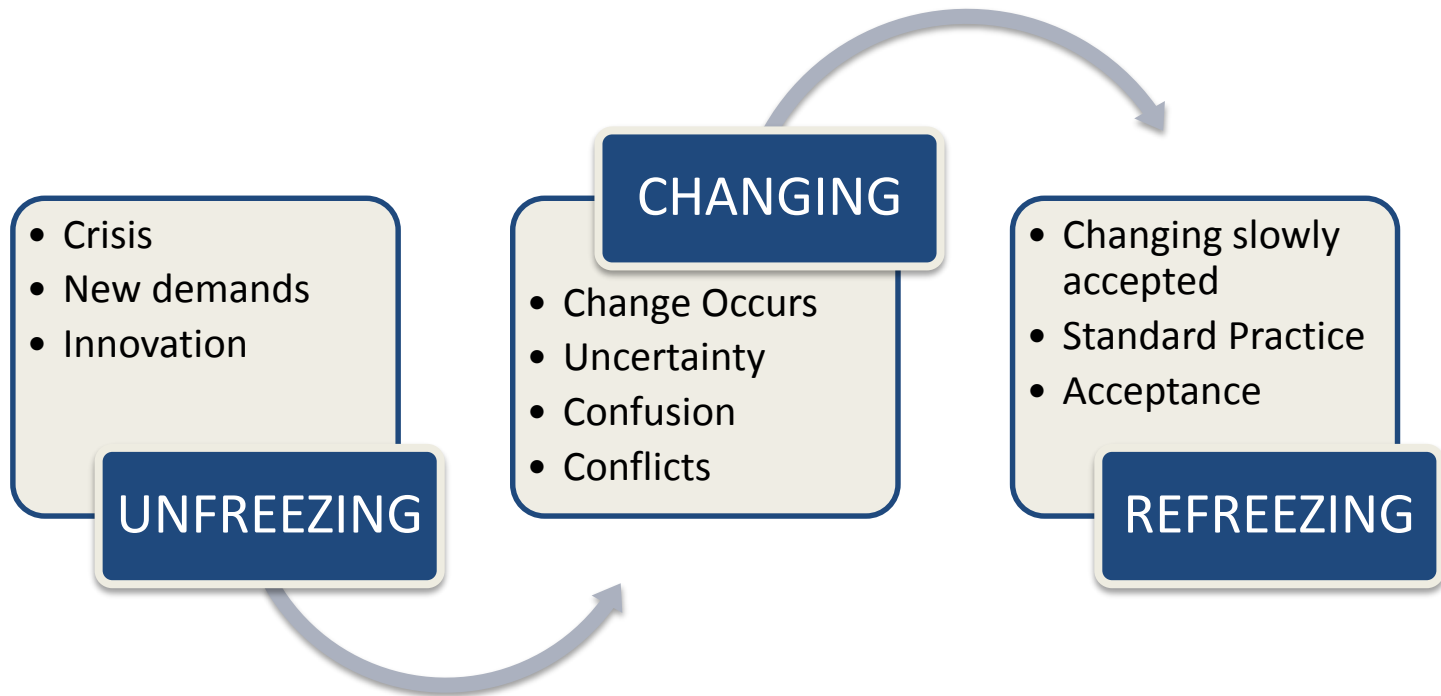 • Crisis
• New demands
• Innovation
UNFREEZING
CHANGING
• Change Occurs
• Uncertainty
• Confusion
• Conflicts
• Changing slowly
accepted
• Standard Practice
• Acceptance
REFREEZING